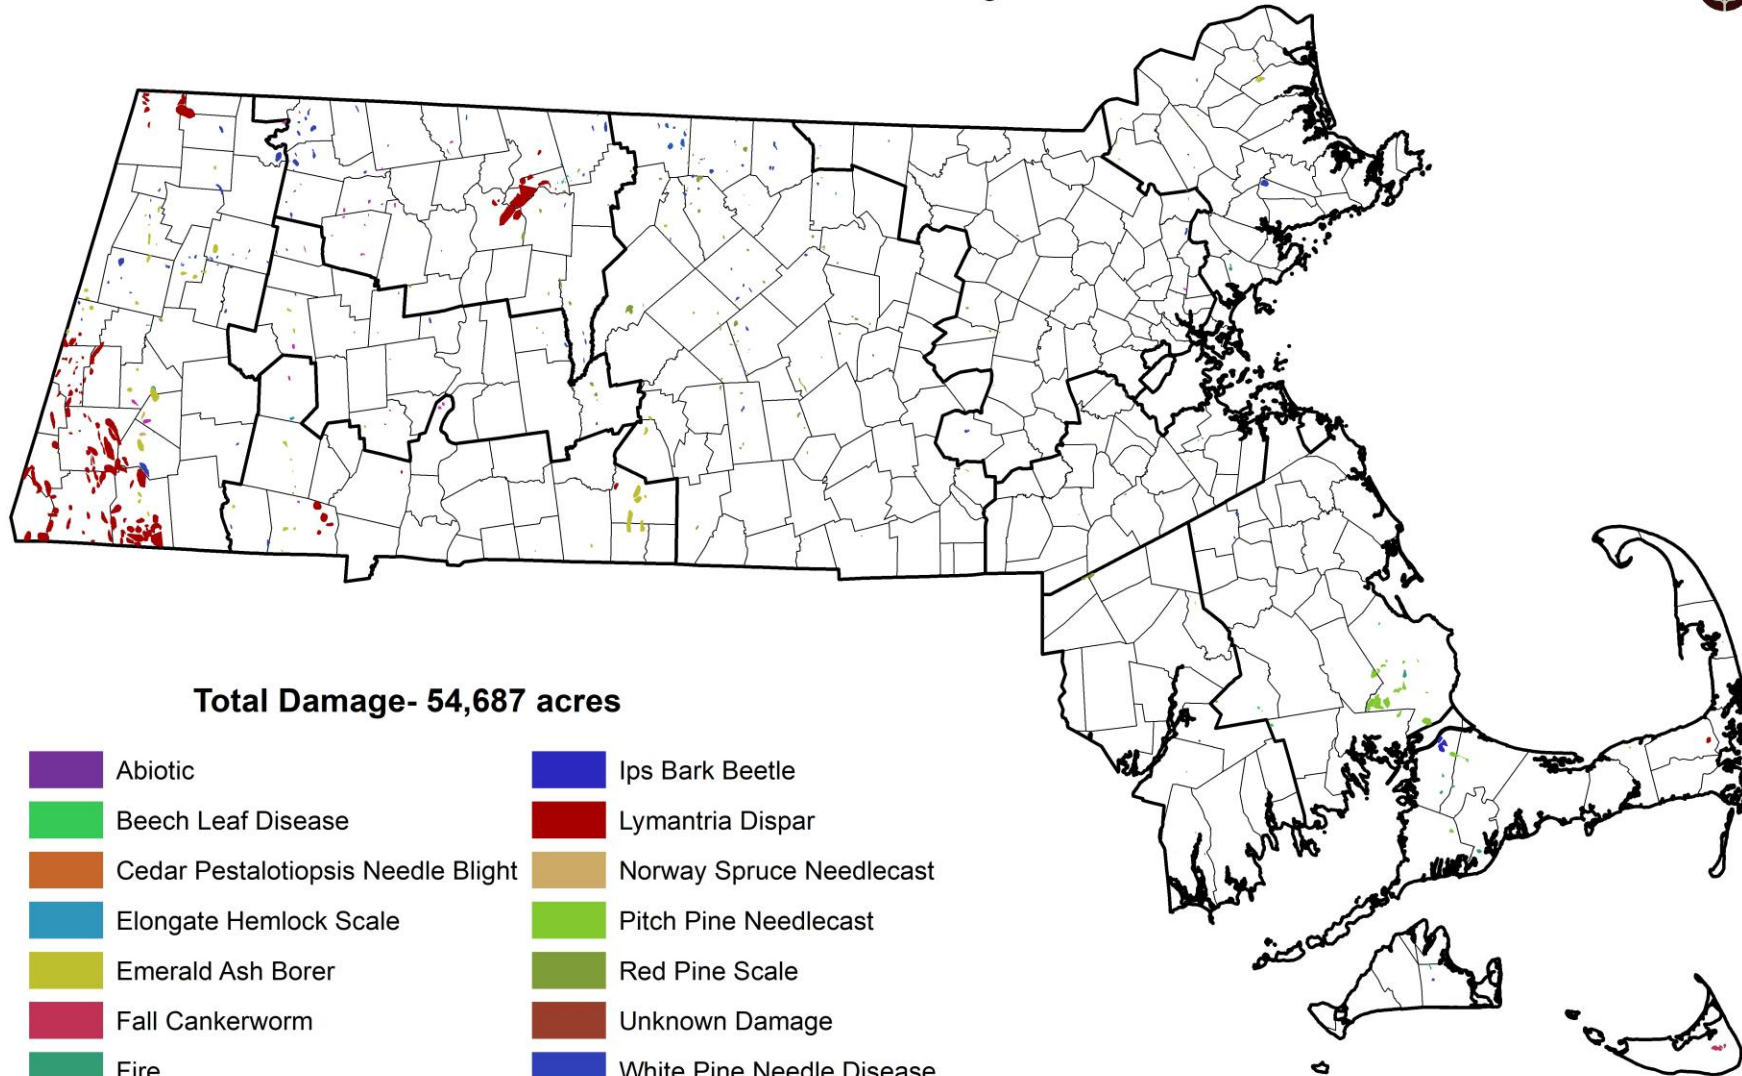 Total Damage- 54,687 acres
Abiotic
Beech Leaf Disease
Cedar Pestalotiopsis Needle Blight
Elongate Hemlock Scale
Emerald Ash Borer
Fall Cankerworm
Fire
Ips Bark Beetle
Lymantria Dispar
Norway Spruce Needlecast
Pitch Pine Needlecast
Red Pine Scale
Unknown Damage
White Pine Needle Disease